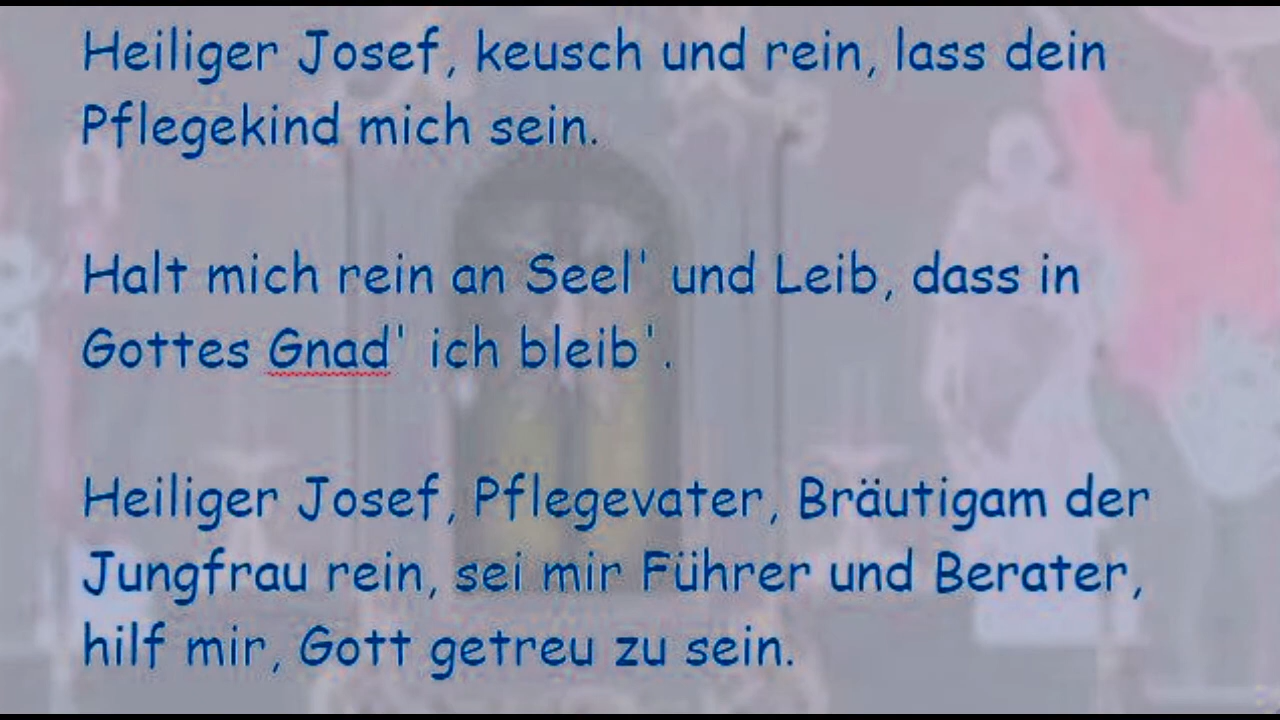 Heiliger Josef, keusch und rein, lass dein
Pflegekind mich sein.
Halt mich rein an Seel' und Leib, dass in
Gottes Gnad' ich bleib'.
Heiliger Josef, Pflegevater, Bräutigam der
Jungfrau rein, sei mir Führer und Berater,
hilf mir, Gott getreu zu sein.